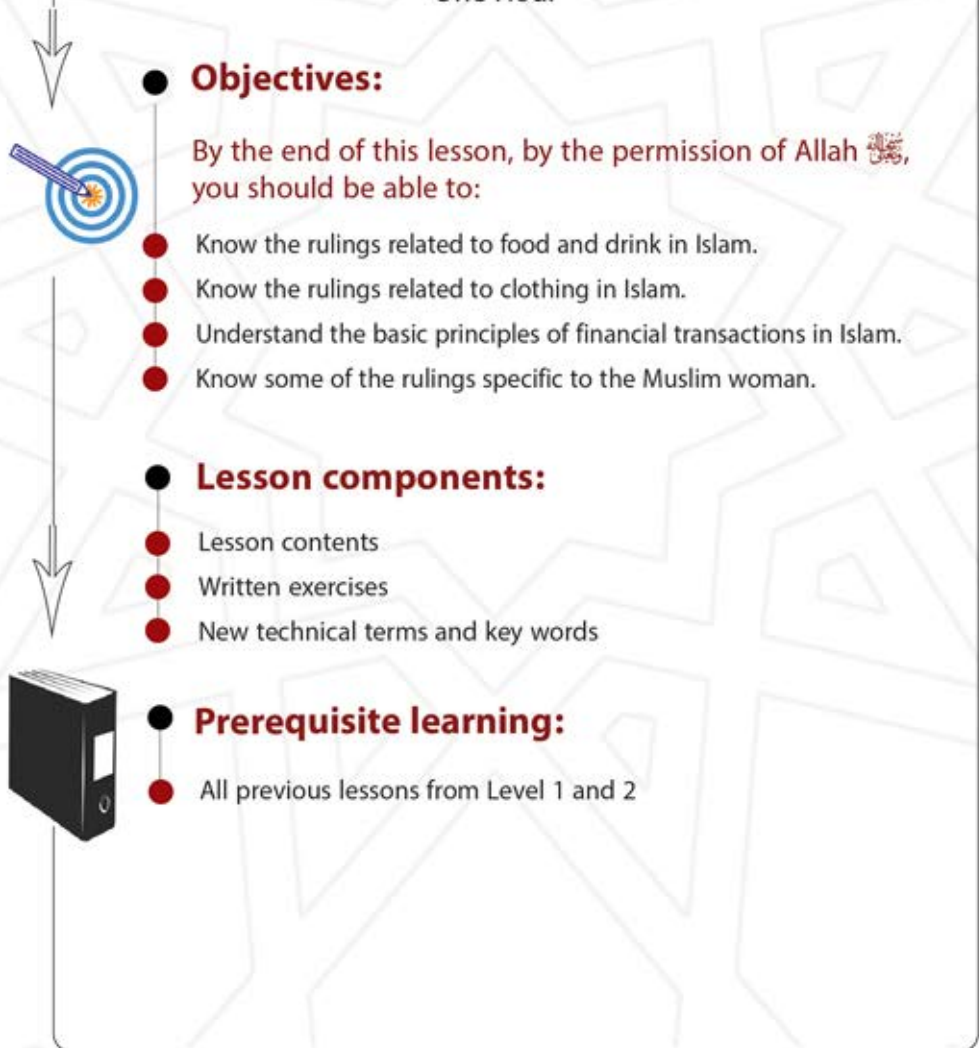 Objectives:
By the end of this lesson, by the permission of Allah ﷻ,
you should be able to:
Know the rulings related to food and drink in Islam.
Know the rulings related to clothing in Islam.
Understand the basic principles of financial transactions in Islam.
Know some of the rulings specific to the Muslim woman.
Lesson components:
Lesson contents
Written exercises
New technical terms and key words
Prerequisite learning:
All previous lessons from Level 1 and 2